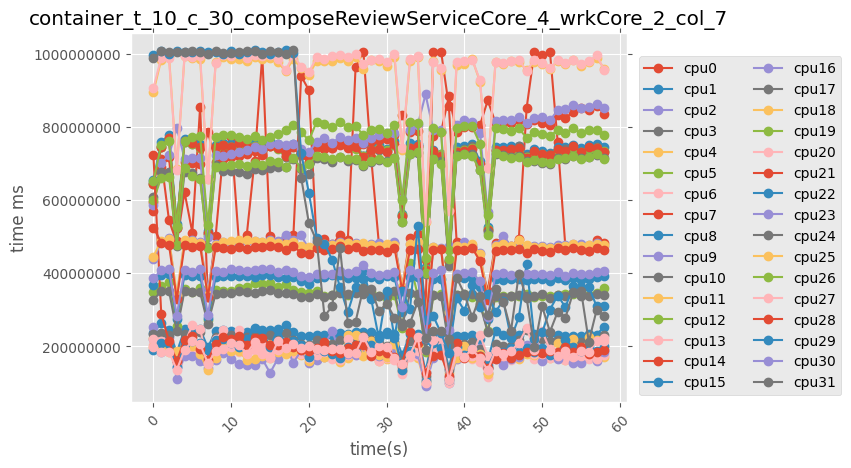 container_t_10_c_30_composeReviewServiceCore_4_wrkCore_2_col_7
time ms
1000000000
800000000
600000000
400000000
200000000
0
10
20
30
40
50
60
time(s)
cpu0
cpu1
cpu2
cpu3
cpu4
cpu5
cpu6
cpu7
cpu8
cpu9
cpu10
cpu11
cpu12
cpu13
cpu14
cpu15
cpu16
cpu17
cpu18
cpu19
cpu20
cpu21
cpu22
cpu23
cpu24
cpu25
cpu26
cpu27
cpu28
cpu29
cpu30
cpu31